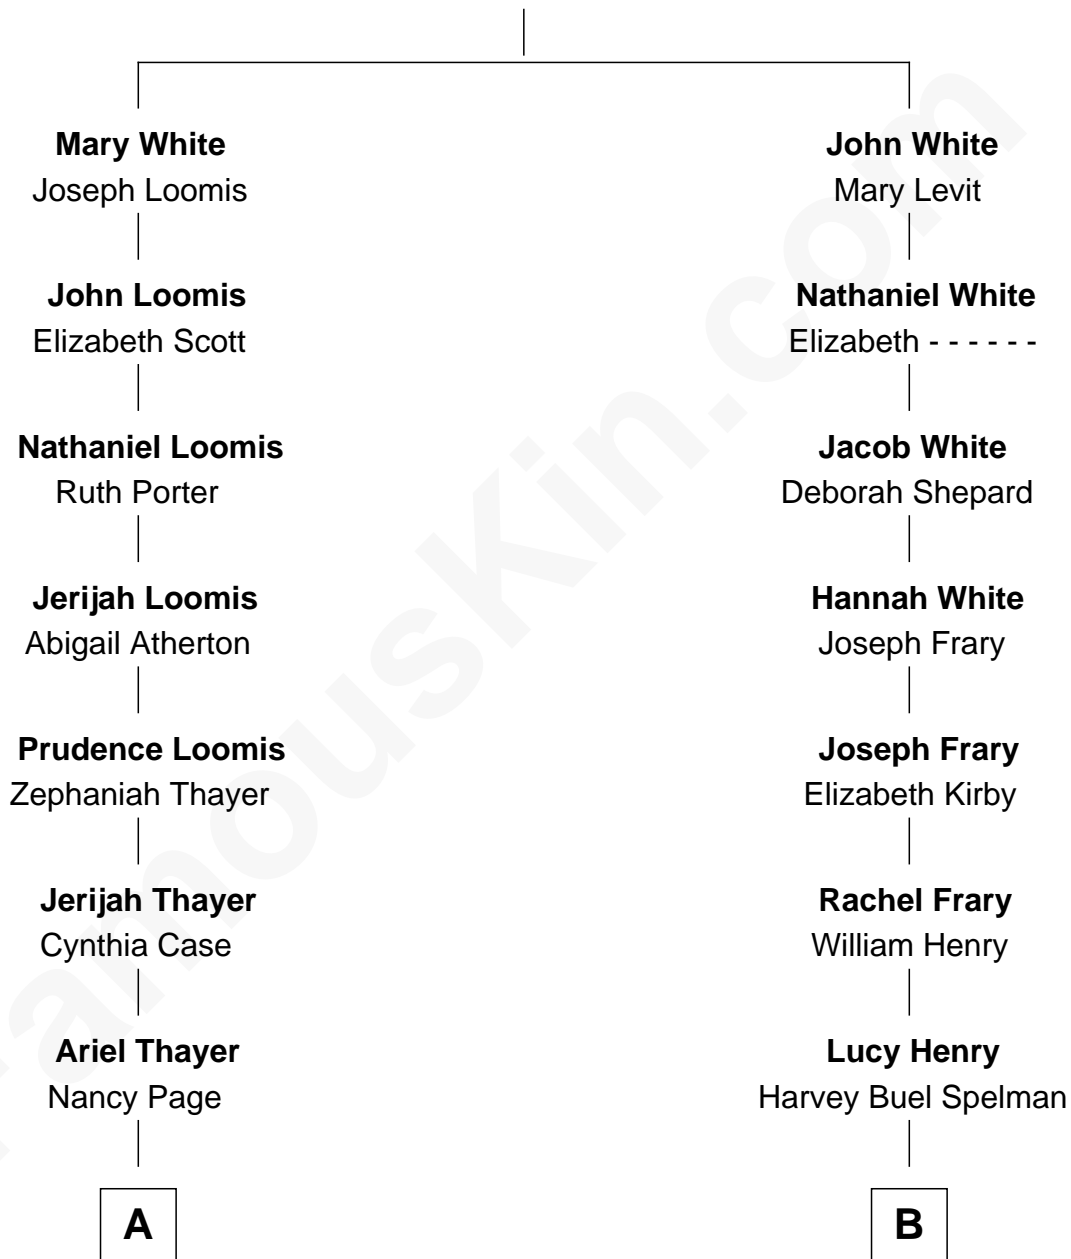 Mary White
Joseph Loomis
John Loomis
Elizabeth Scott
Nathaniel Loomis
Ruth Porter
Jerijah Loomis
Abigail Atherton
Prudence Loomis
Zephaniah Thayer
Jerijah Thayer
Cynthia Case
Ariel Thayer
Nancy Page
A
John White
Mary Levit
Nathaniel White
Elizabeth - - - - - -
Jacob White
Deborah Shepard
Hannah White
Joseph Frary
Joseph Frary
Elizabeth Kirby
Rachel Frary
William Henry
Lucy Henry
Harvey Buel Spelman
B
FamousKin.com